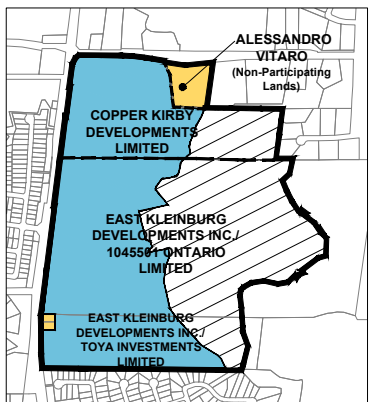 ALESSANDRO
VITARO
(Non-Participating
Lands)
COPPER KIRBY
DEVELOPMENTS
LIMITED
EAST KLEINBURG
DEVELOPMENTS INC./
1045501 ONTARIO
LIMITED
EAST KLEINBURG
DEVELOPMENTS INC./
TOYA INVESTMENTS
LIMITED